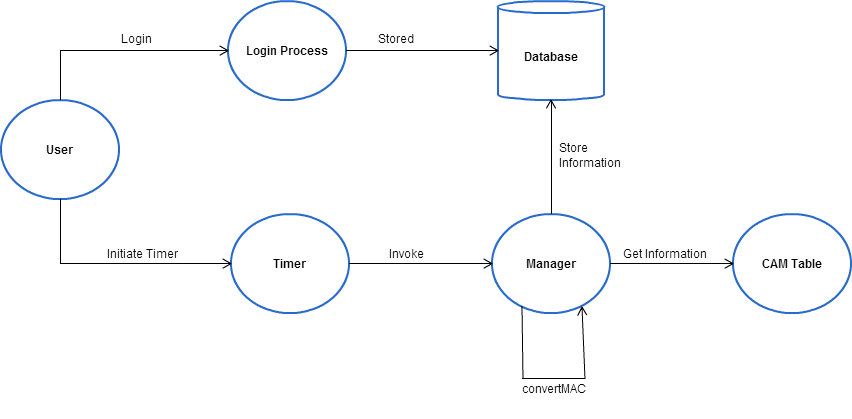 Login
Login Process
Stored
Database
User
Store
Information
Initiate Timer
Timer
Invoke
Manager
Get Information
CAM Table
convertMAC